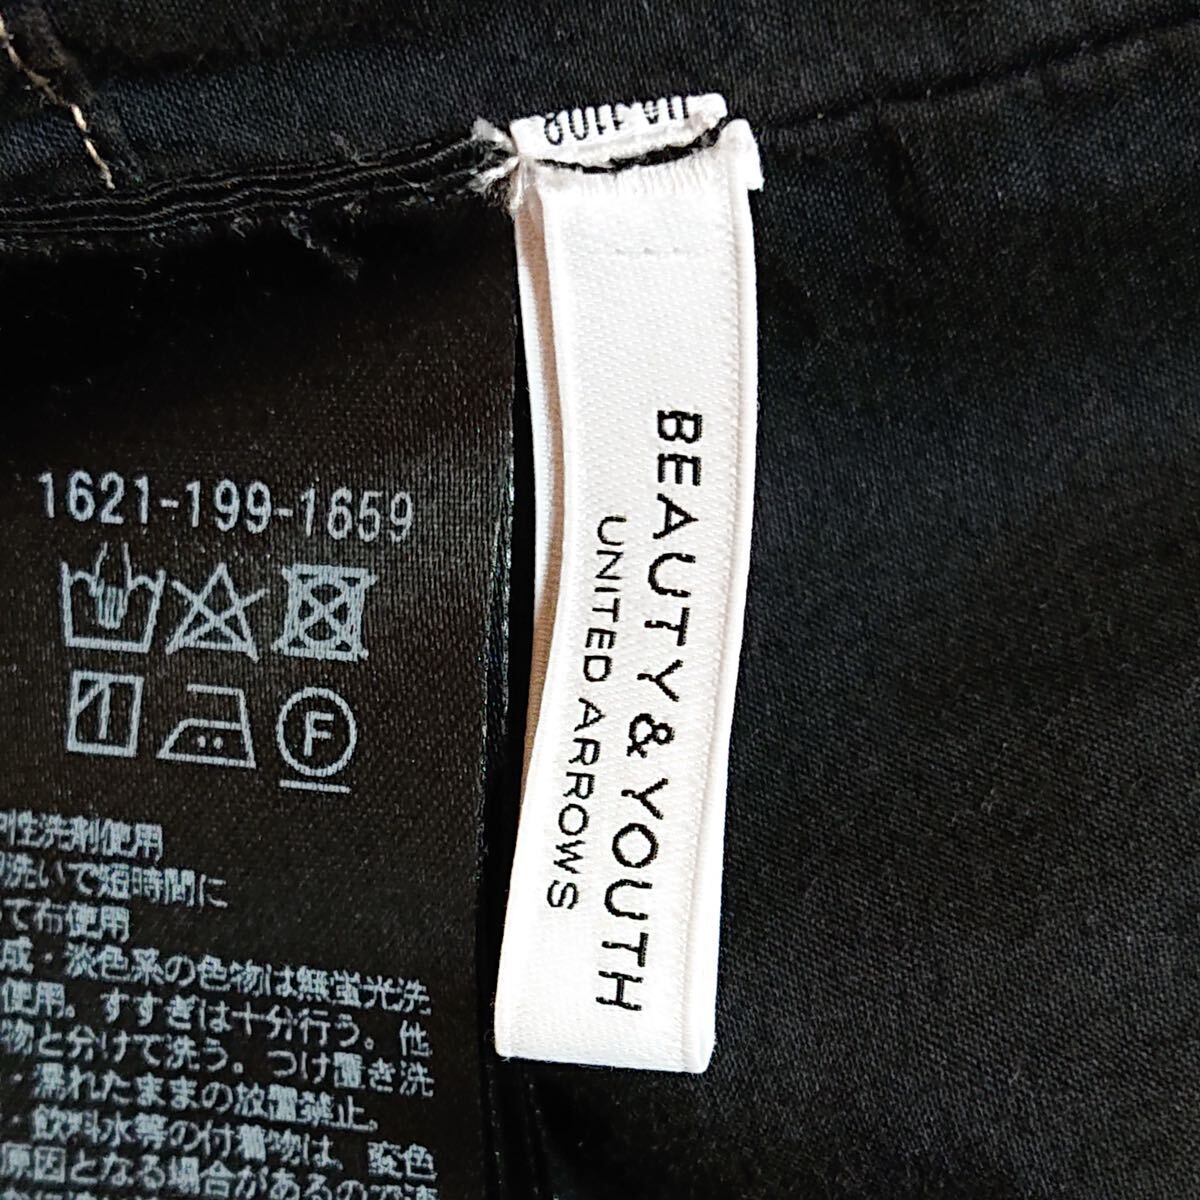 1621-199-1659
F
性洗剤使用
洗いで短時間に
て布使用
成・淡色系の色物は無蛍光洗
使用。すすぎは十分行う。他
物と分けて洗う。つけ置き洗
・濡れたままの放置禁止。
・飲料水等の付着物は、変色
原因となる場合があるので
BEAUTY & YOUTH
UNITED ARROWS